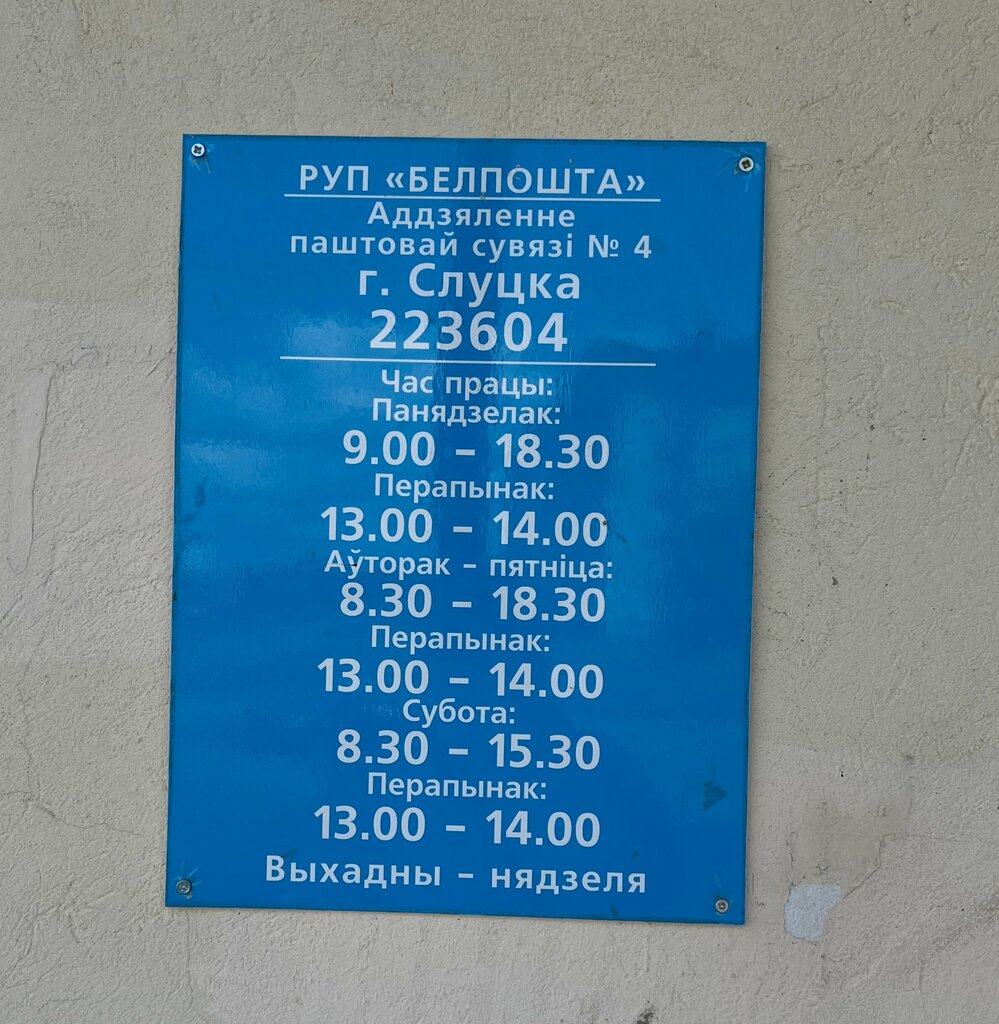 РУП «БЕЛПОШТА»
Аддзяленне
паштовай сувязі № 4
г. Слуцка
223604
Час працы:
Панядзелак:
9.00 – 18.30
Перапынак:
13.00 – 14.00
Аўторак – пятніца:
8.30 – 18.30
Перапынак:
13.00 – 14.00
Субота:
8.30 – 15.30
Перапынак:
13.00 – 14.00
Выхадны – нядзеля